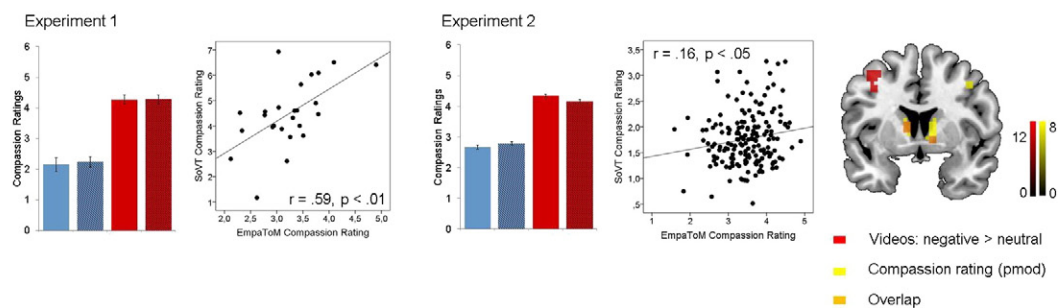 Experiment 1
Compassion Ratings
6
5
4
3
2
1
0
SoVT Compassion Rating
7
6
5
4
3
2
1
r = .59, p < .01
2,0 2,5 3,0 3,5 4,0 4,5 5,0
EmpaToM Compassion Rating
Experiment 2
Compassion Ratings
6
5
4
3
2
1
0
SoVT Compassion Rating
3,5
3,0
2,5
2,0
1,5
1,0
,5
r = .16, p < .05
1 2 3 4 5
EmpaToM Compassion Rating
12 8
0 0
Videos: negative > neutral
Compassion rating (pmod)
Overlap